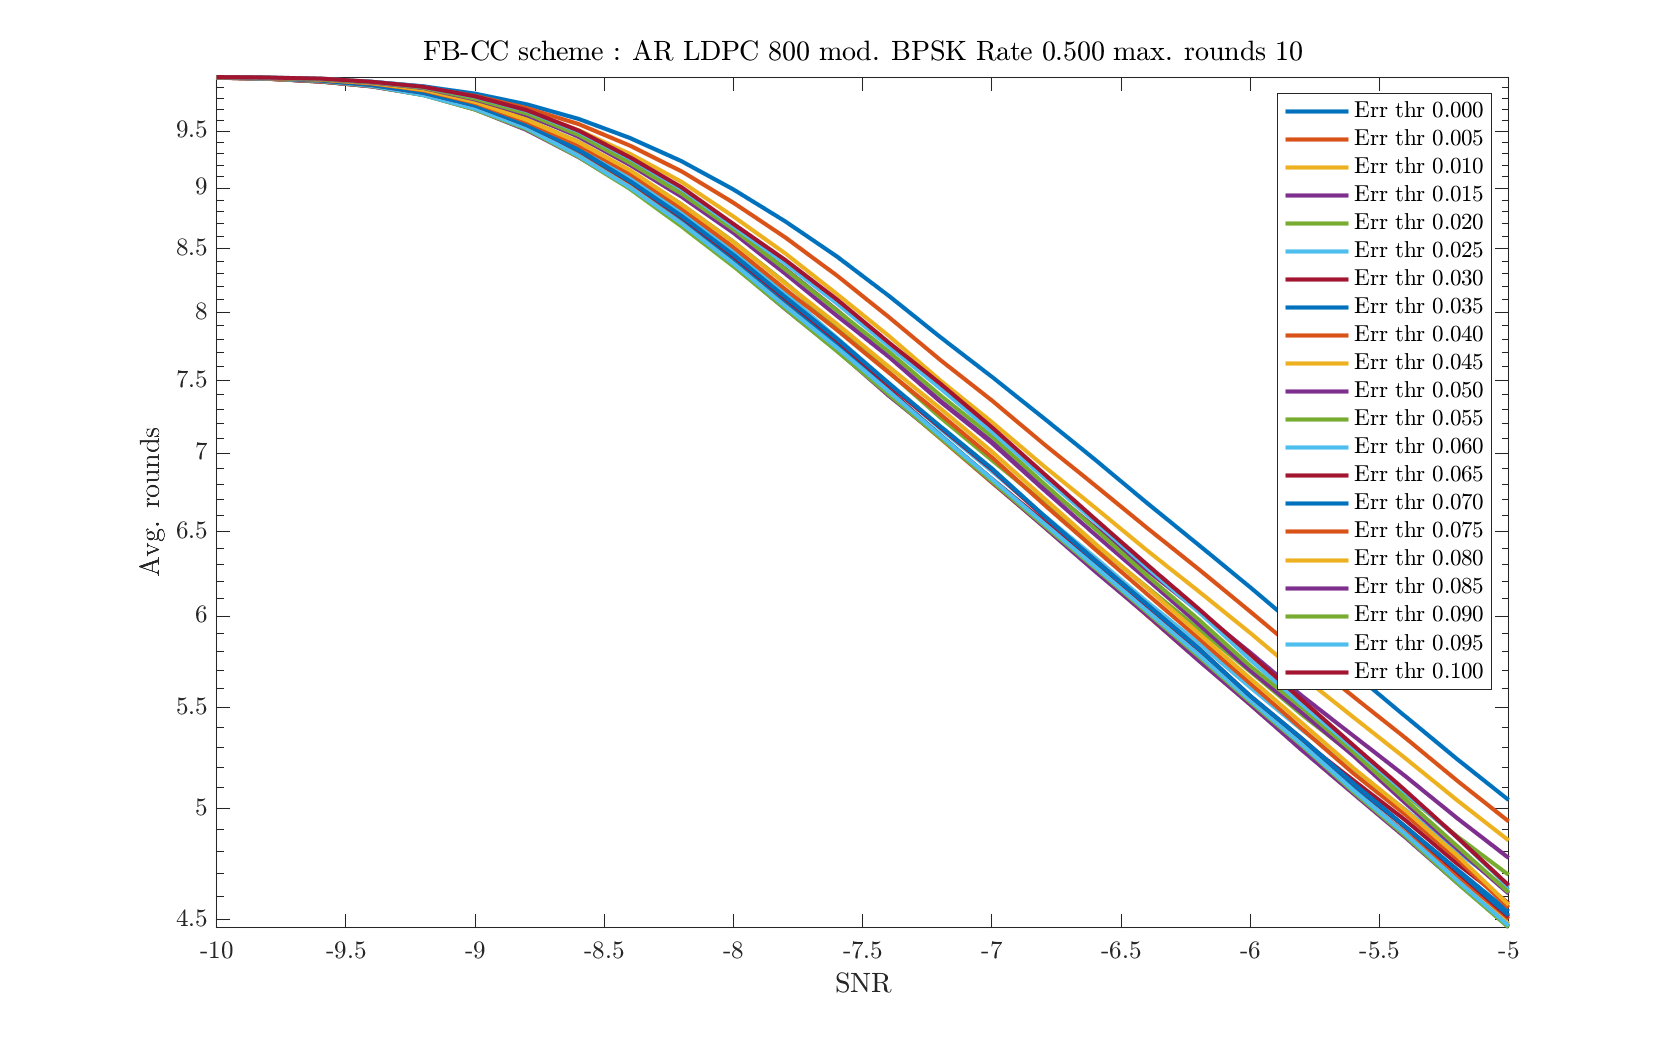 FB-CC scheme : AR LDPC 800 mod. BPSK Rate 0.500 max. rounds 10
Err thr 0.000
Err thr 0.005
Err thr 0.010
Err thr 0.015
Err thr 0.020
Err thr 0.025
Err thr 0.030
Err thr 0.035
Err thr 0.040
Err thr 0.045
Err thr 0.050
Err thr 0.055
Err thr 0.060
Err thr 0.065
Err thr 0.070
Err thr 0.075
Err thr 0.080
Err thr 0.085
Err thr 0.090
Err thr 0.095
Err thr 0.100
9.5
9
8.5
8
7.5
7
6.5
6
5.5
5
4.5
Avg. rounds
-10 -9.5 -9 -8.5 -8 -7.5 -7 -6.5 -6 -5.5 -5
SNR